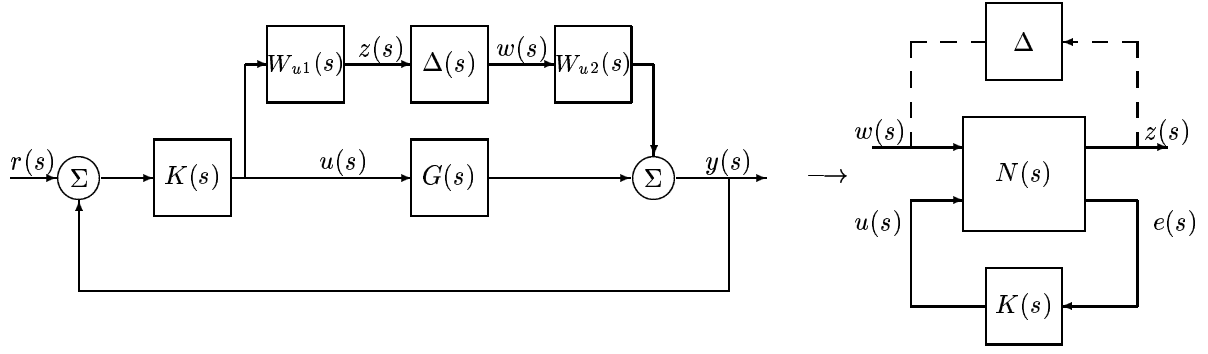 W_{u1}(s) z(s) Δ(s) w(s) W_{u2}(s)
r(s) Σ K(s) u(s) G(s) Σ y(s)
⟶
Δ
w(s) N(s) z(s)
u(s) e(s)
K(s)